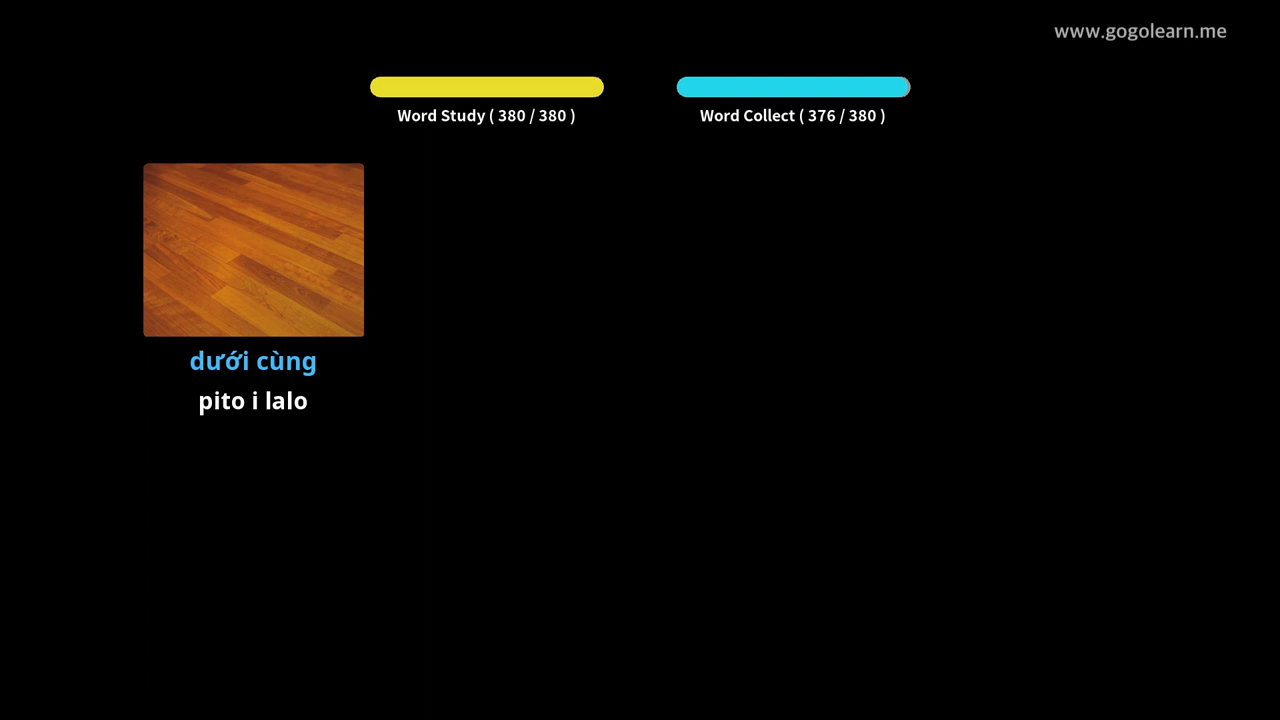 www.gogolearn.me
Word Study ( 380 / 380 )
Word Collect ( 376 / 380 )
dưới cùng
pito i lalo